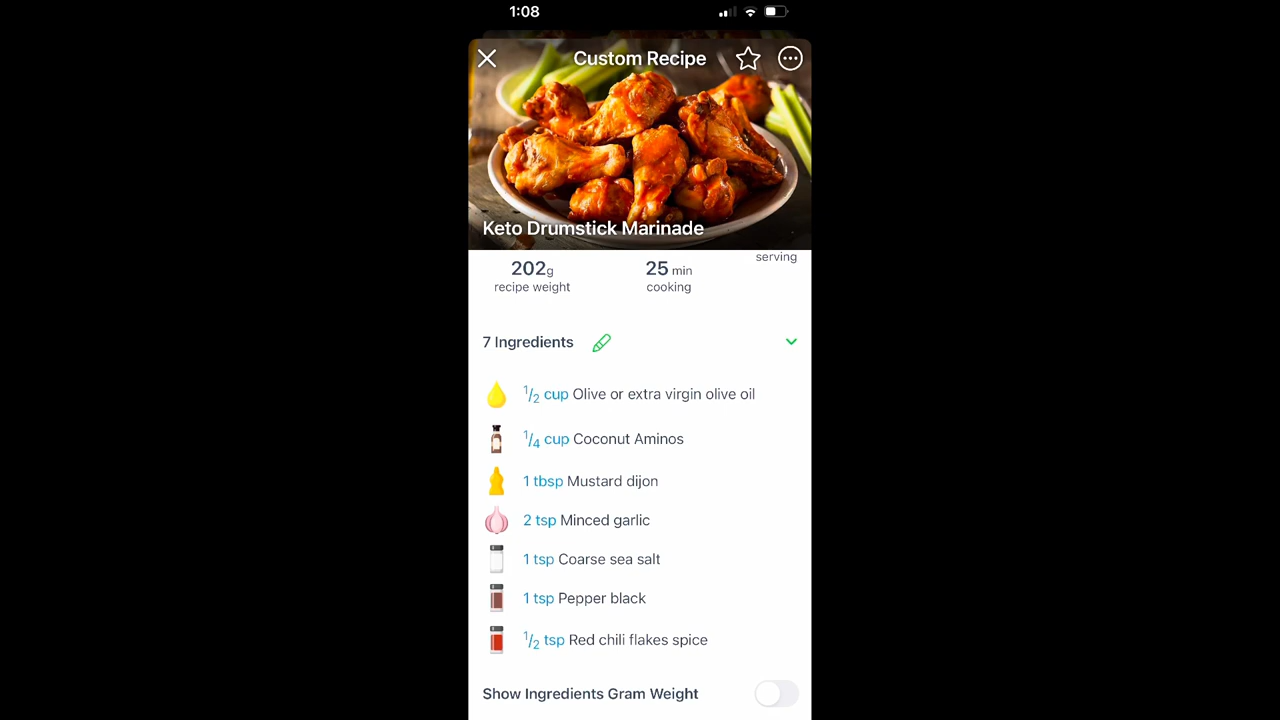 1:08
Custom Recipe
Keto Drumstick Marinade
serving
202g
recipe weight
25 min
cooking
7 Ingredients
1/2 cup Olive or extra virgin olive oil
1/4 cup Coconut Aminos
1 tbsp Mustard dijon
2 tsp Minced garlic
1 tsp Coarse sea salt
1 tsp Pepper black
1/2 tsp Red chili flakes spice
Show Ingredients Gram Weight